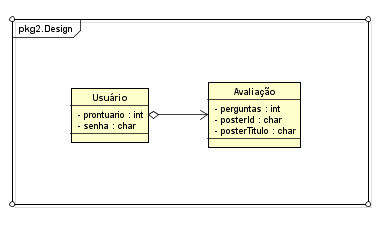 pkg2.Design
Usuário
- prontuario : int
- senha : char
Avaliação
- perguntas : int
- posterId : char
- posterTitulo : char